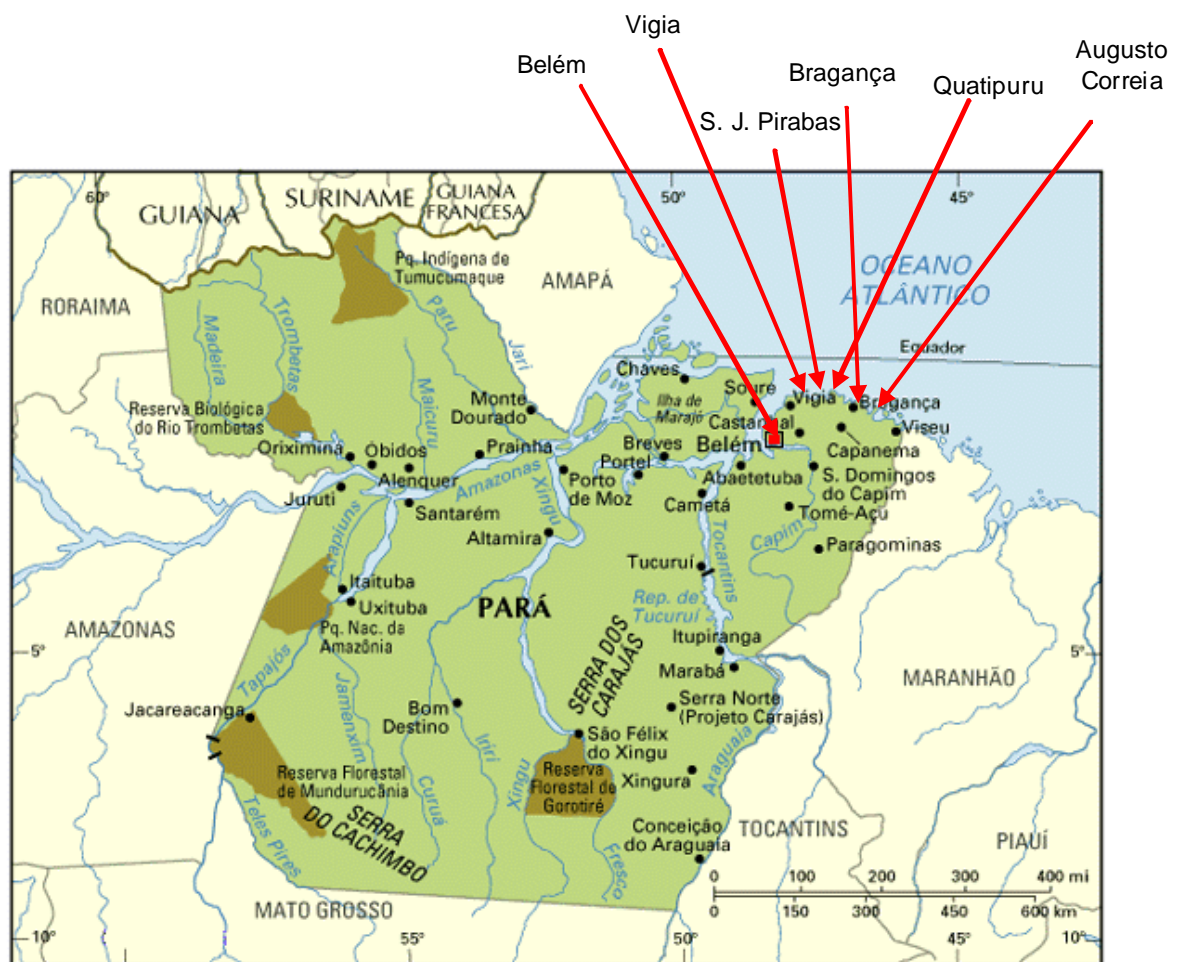 Vigia
Belém
Bragança
Augusto
Correia
Quatipuru
S. J. Pirabas
60°
SURINAME
GUIANA
FRANCESA
GUIANA
50°
45°
OCEANO
ATLÂNTICO
Pq. Indígena de
Tumucumaque
AMAPÁ
RORAIMA
Trombetas
Madeira
Paru
Jari
Maicuru
Equador
Chaves
Soure
Ilha de
Marajó
Vigia
Bragança
Viseu
Castanhal
Capanema
Monte
Dourado
Reserva Biológica
do Rio Trombetas
Oriximina
Óbidos
Alenquer
Prainha
Amazonas
Breves
Portel
Belém
Porto
de Moz
Abaetetuba
S. Domingos
do Capim
Juruti
Santarém
Cametá
Tomé-Açu
Xingu
Arapiuns
Altamira
Tocantins
Capim
Paragominas
Tucuruí
Itaituba
Uxituba
PARÁ
Rep. de
Tucuruí
AMAZONAS
Pq. Nac. da
Amazônia
Itupiranga
5°
5°
Marabá
MARANHÃO
SERRA DOS
CARAJÁS
Tapajós
Jamenxim
Jacareacanga
Bom
Destino
Serra Norte
(Projeto Carajás)
São Félix
do Xingu
Iriri
Xingu
Araguaia
Reserva Florestal
de Mundurucânia
Curuá
Reserva
Florestal de
Gorotiré
Xingura
Teles Pires
SERRA
DO CACHIMBO
Fresco
Conceição
do Araguaia
TOCANTINS
PIAUÍ
0 100 200 300 400 mi
0 150 300 450 600 km
MATO GROSSO
10°
55°
50°
45°
10°